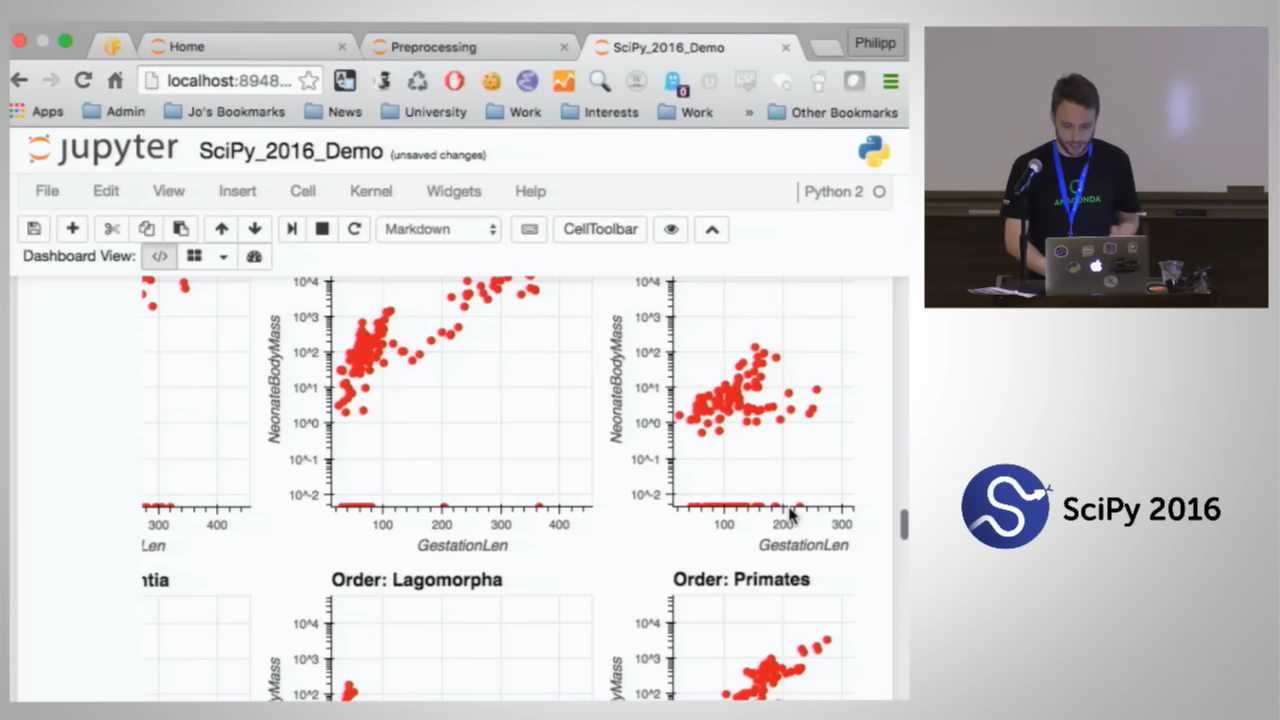 Home
Preprocessing
SciPy_2016_Demo
Philipp
localhost:8948...
0
Apps
Admin
Jo's Bookmarks
News
University
Work
Interests
Work
»
Other Bookmarks
jupyter
SciPy_2016_Demo (unsaved changes)
File Edit View Insert Cell Kernel Widgets Help
Python 2
Markdown
CellToolbar
Dashboard View:
</>
10^4
10^3
10^2
10^1
10^0
10^-1
10^-2
NeonateBodyMass
300 400
Len
100 200 300 400
GestationLen
10^4
10^3
10^2
10^1
10^0
10^-1
10^-2
NeonateBodyMass
100 200 300
GestationLen
ntia
Order: Lagomorpha
Order: Primates
10^4
10^3
10^2
yMass
10^4
10^3
10^2
yMass
ANACONDA
SciPy 2016